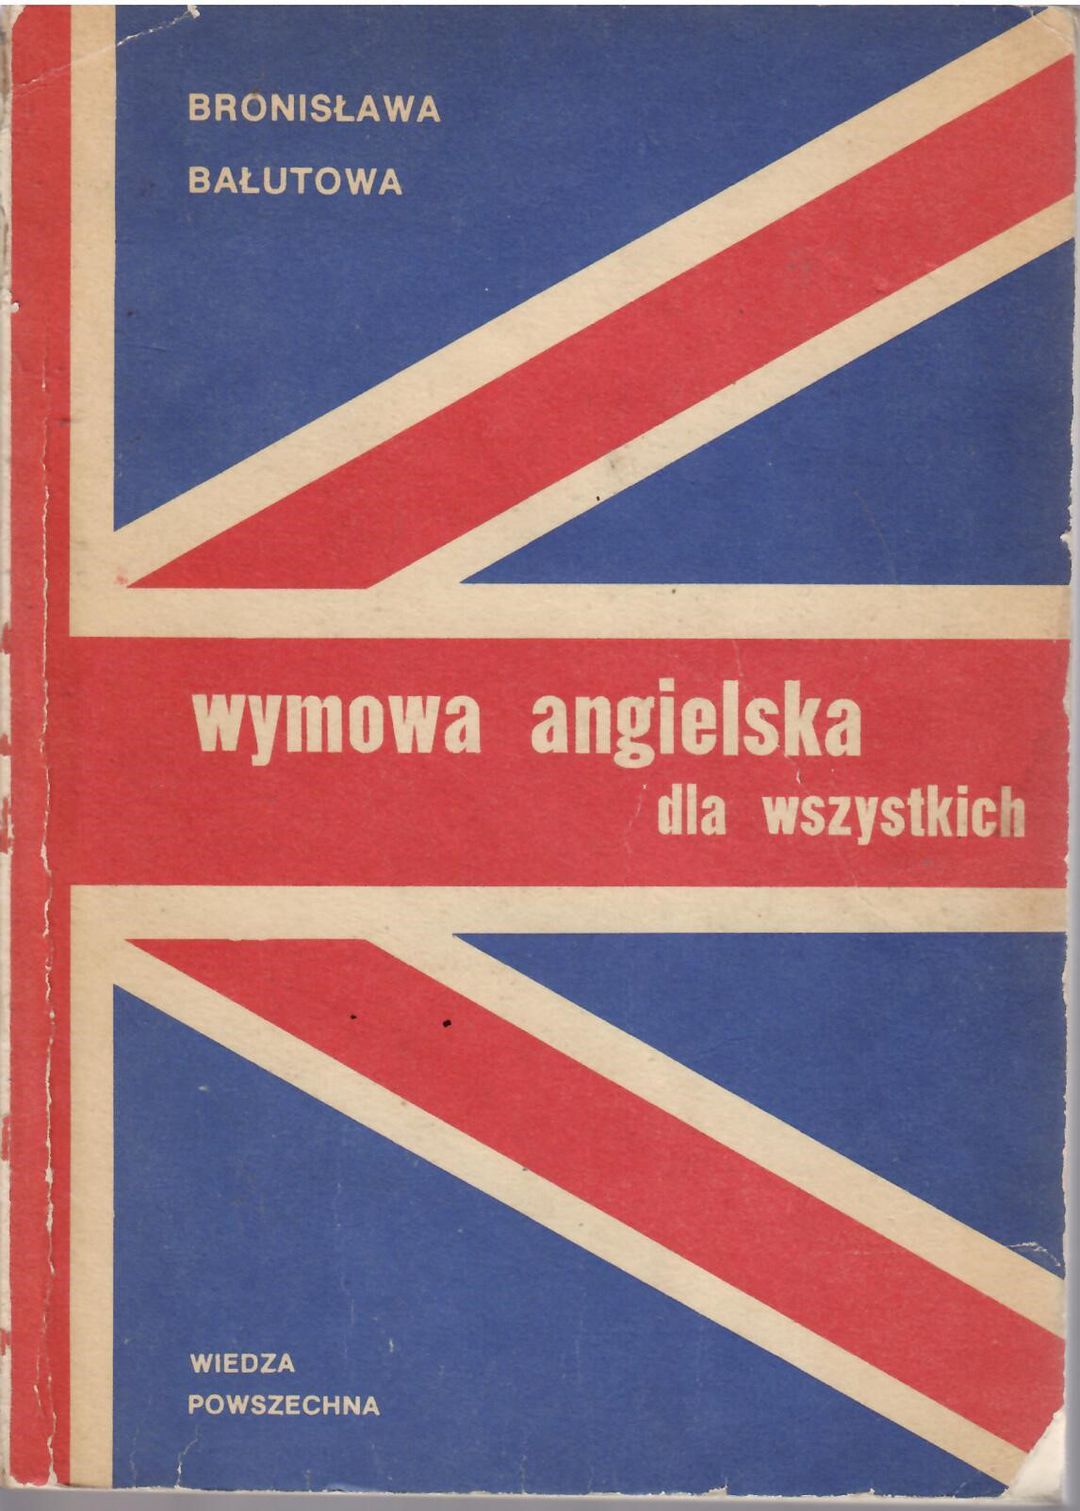 BRONISŁAWA
BAŁUTOWA
wymowa angielska
dla wszystkich
WIEDZA
POWSZECHNA